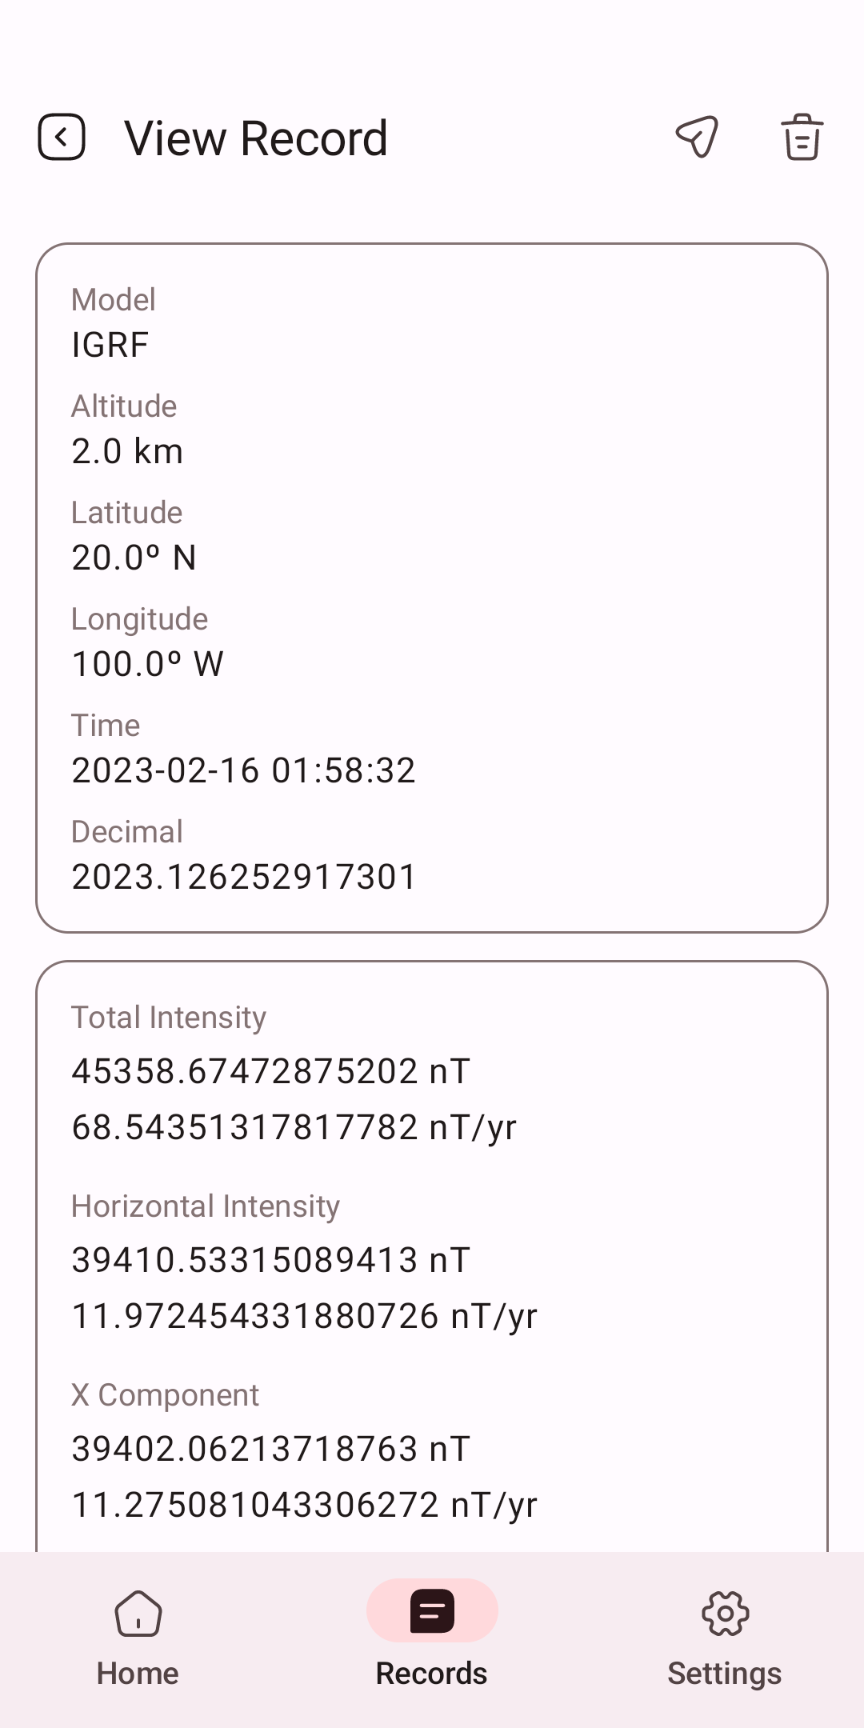 View Record
Model
IGRF
Altitude
2.0 km
Latitude
20.0º N
Longitude
100.0º W
Time
2023-02-16 01:58:32
Decimal
2023.126252917301
Total Intensity
45358.67472875202 nT
68.54351317817782 nT/yr
Horizontal Intensity
39410.53315089413 nT
11.972454331880726 nT/yr
X Component
39402.06213718763 nT
11.275081043306272 nT/yr
Home
Records
Settings